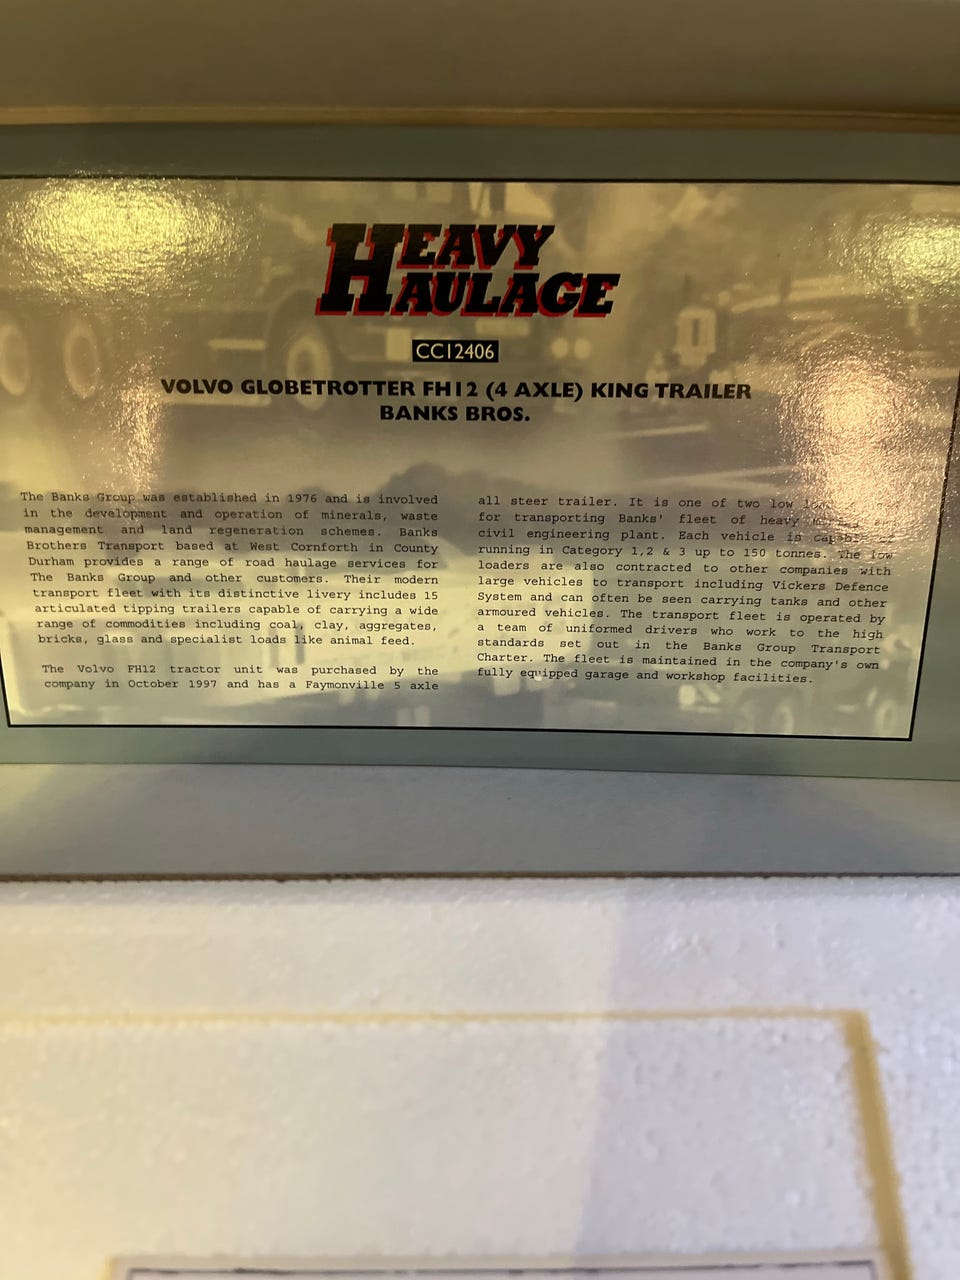 HEAVY
HAULAGE
CC12406
VOLVO GLOBETROTTER FH12 (4 AXLE) KING TRAILER
BANKS BROS.
The Banks Group was established in 1976 and is involved
in the development and operation of minerals, waste
management and land regeneration schemes. Banks
Brothers Transport based at West Cornforth in County
Durham provides a range of road haulage services for
The Banks Group and other customers. Their modern
transport fleet with its distinctive livery includes 15
articulated tipping trailers capable of carrying a wide
range of commodities including coal, clay, aggregates,
bricks, glass and specialist loads like animal feed.
The Volvo FH12 tractor unit was purchased by the
company in October 1997 and has a Faymonville 5 axle
all steer trailer. It is one of two low
for transporting Banks' fleet of heavy
civil engineering plant. Each vehicle is capable of
running in Category 1,2 & 3 up to 150 tonnes. The low
loaders are also contracted to other companies with
large vehicles to transport including Vickers Defence
System and can often be seen carrying tanks and other
armoured vehicles. The transport fleet is operated by
a team of uniformed drivers who work to the high
standards set out in the Banks Group Transport
Charter. The fleet is maintained in the company's own
fully equipped garage and workshop facilities.